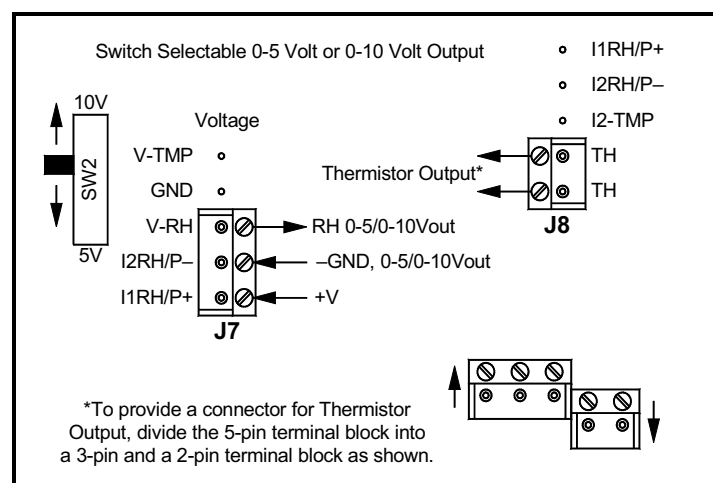 Switch Selectable 0-5 Volt or 0-10 Volt Output
I1RH/P+
I2RH/P–
I2-TMP
TH
TH
J8
Thermistor Output*
10V
SW2
5V
Voltage
V-TMP
GND
V-RH
RH 0-5/0-10Vout
I2RH/P–
–GND, 0-5/0-10Vout
I1RH/P+
+V
J7
*To provide a connector for Thermistor
Output, divide the 5-pin terminal block into
a 3-pin and a 2-pin terminal block as shown.